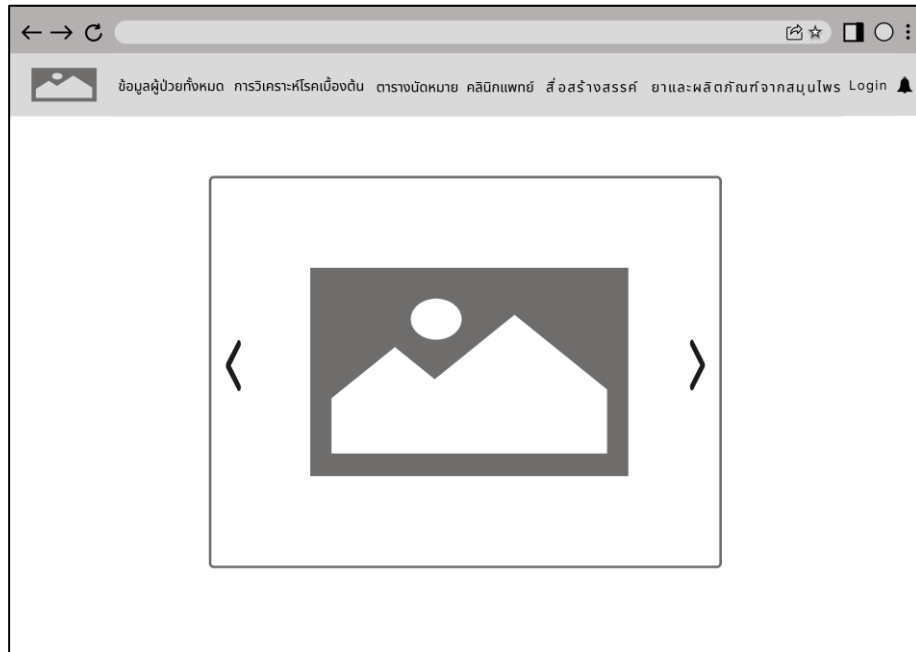 ข้อมูลผู้ป่วยทั้งหมด การวิเคราะห์โรคเบื้องต้น ตารางนัดหมาย คลินิกแพทย์ สื่อสร้างสรรค์ ยาและผลิตภัณฑ์จากสมุนไพร Login